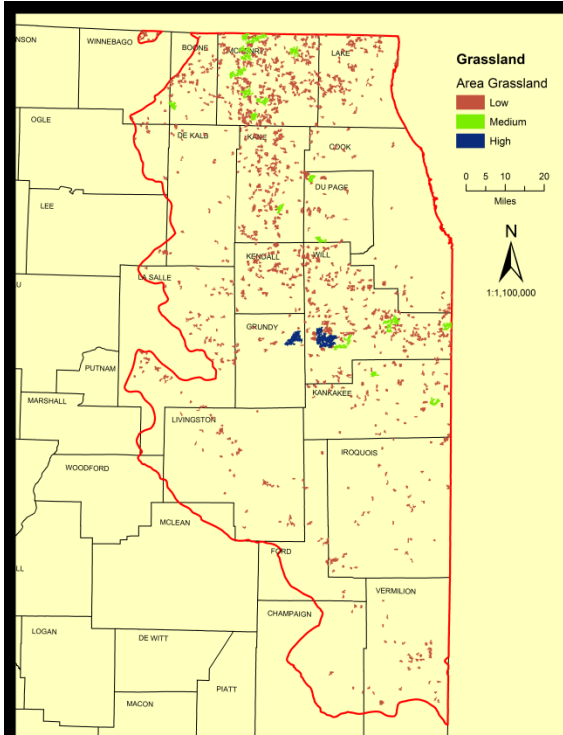 NSON
WINNEBAGO
BOONE
MCHENRY
LAKE
Grassland
Area Grassland
Low
Medium
High
OGLE
DE KALB
KANE
COOK
DU PAGE
LEE
0 5 10 20
Miles
N
1:1,100,000
KENDALL
WILL
LA SALLE
U
GRUNDY
PUTNAM
KANKAKEE
MARSHALL
LIVINGSTON
IROQUOIS
WOODFORD
MCLEAN
FORD
LL
VERMILION
CHAMPAIGN
LOGAN
DE WITT
PIATT
MACON